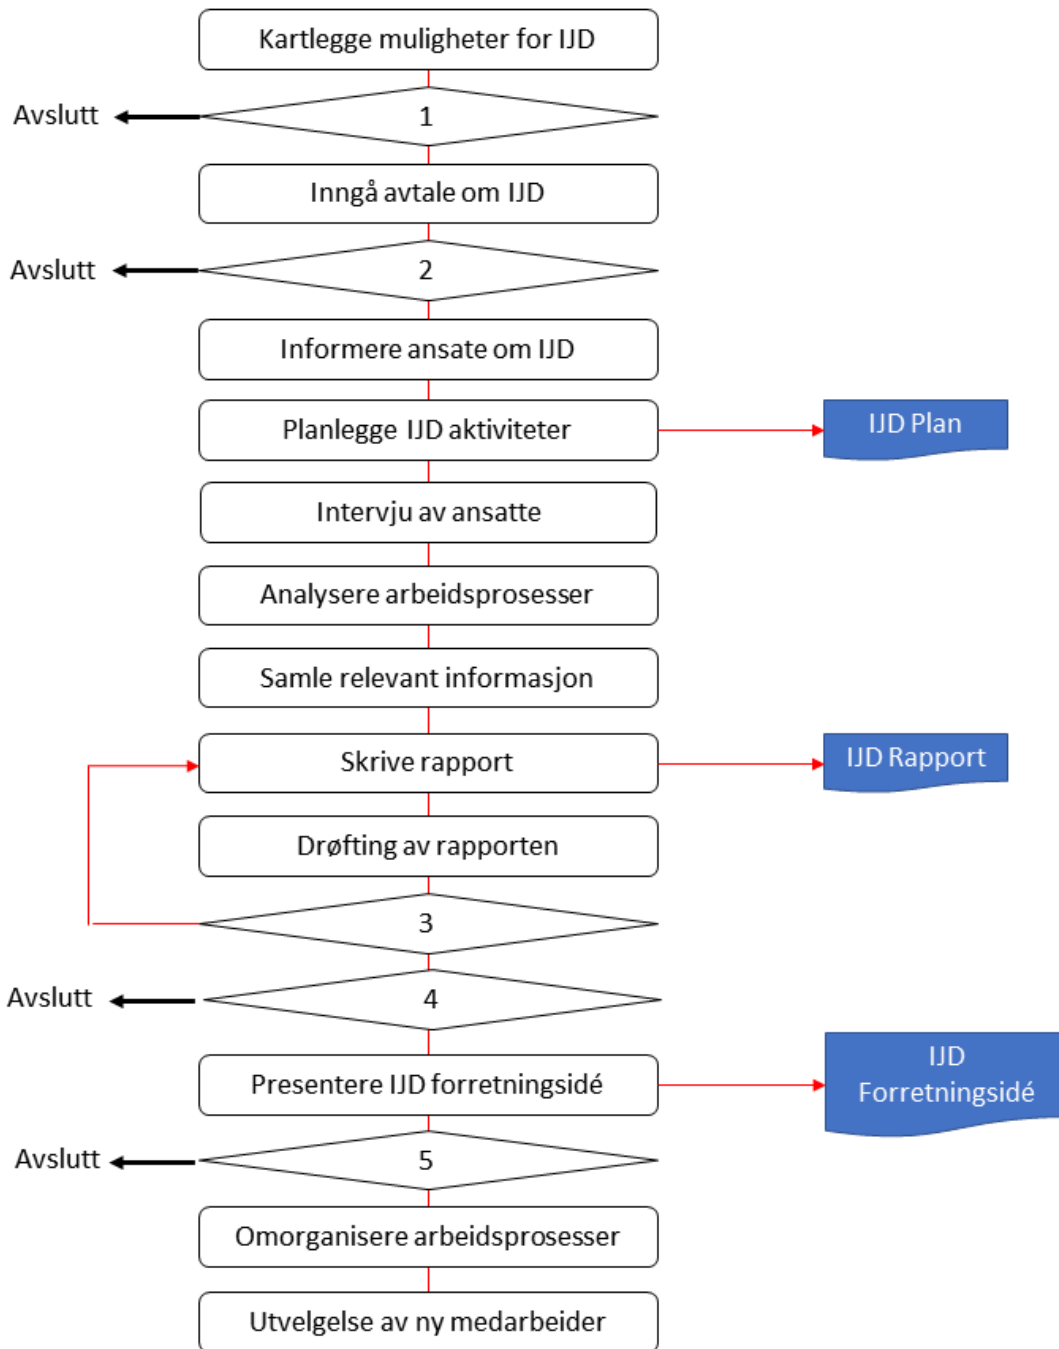 Kartlegge muligheter for IJD
Avslutt
1
Inngå avtale om IJD
Avslutt
2
Informere ansate om IJD
Planlegge IJD aktiviteter
IJD Plan
Intervju av ansatte
Analysere arbeidsprosesser
Samle relevant informasjon
Skrive rapport
IJD Rapport
Drøfting av rapporten
3
Avslutt
4
Presentere IJD forretningsidé
IJD
Forretningsidé
Avslutt
5
Omorganisere arbeidsprosesser
Utvelgelse av ny medarbeider